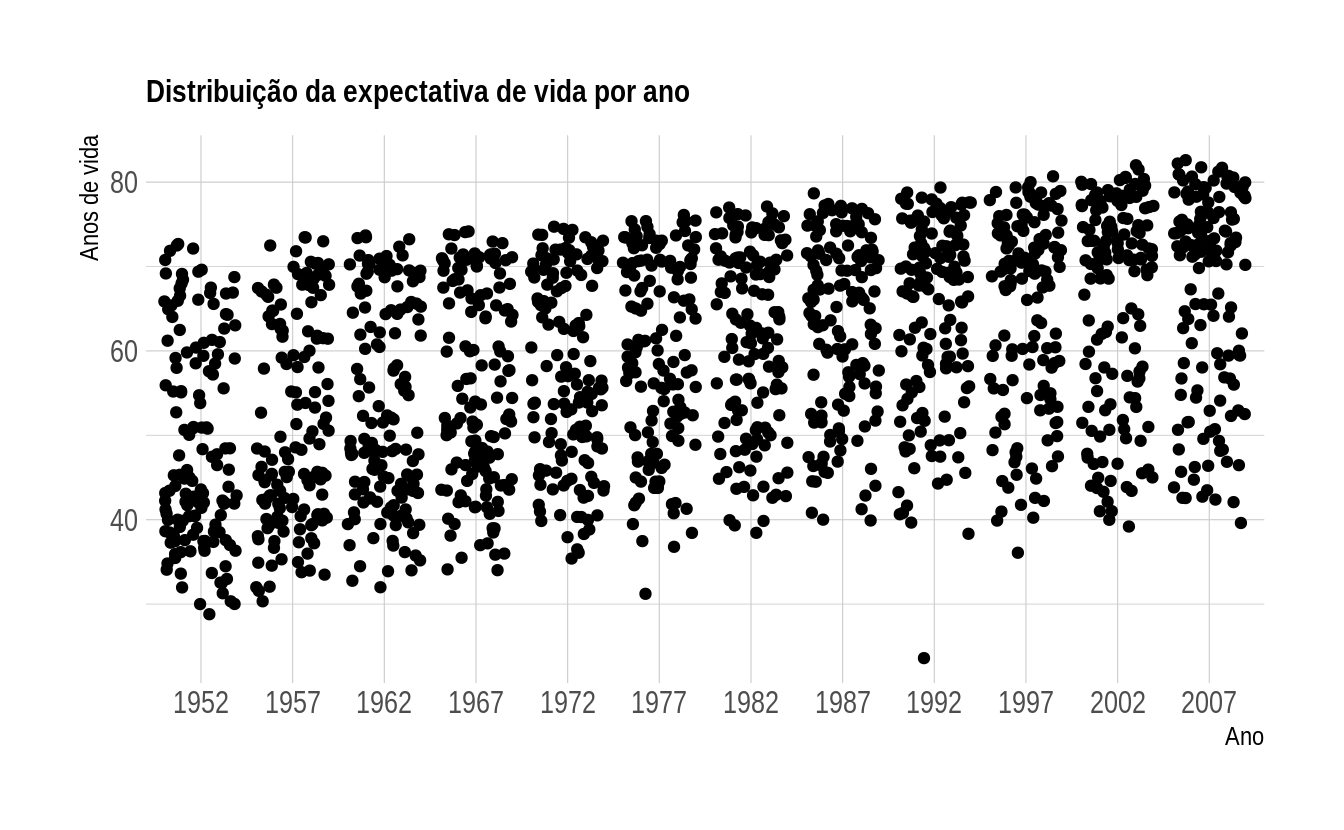 Distribuição da expectativa de vida por ano
Anos de vida
80
60
40
1952 1957 1962 1967 1972 1977 1982 1987 1992 1997 2002 2007
Ano